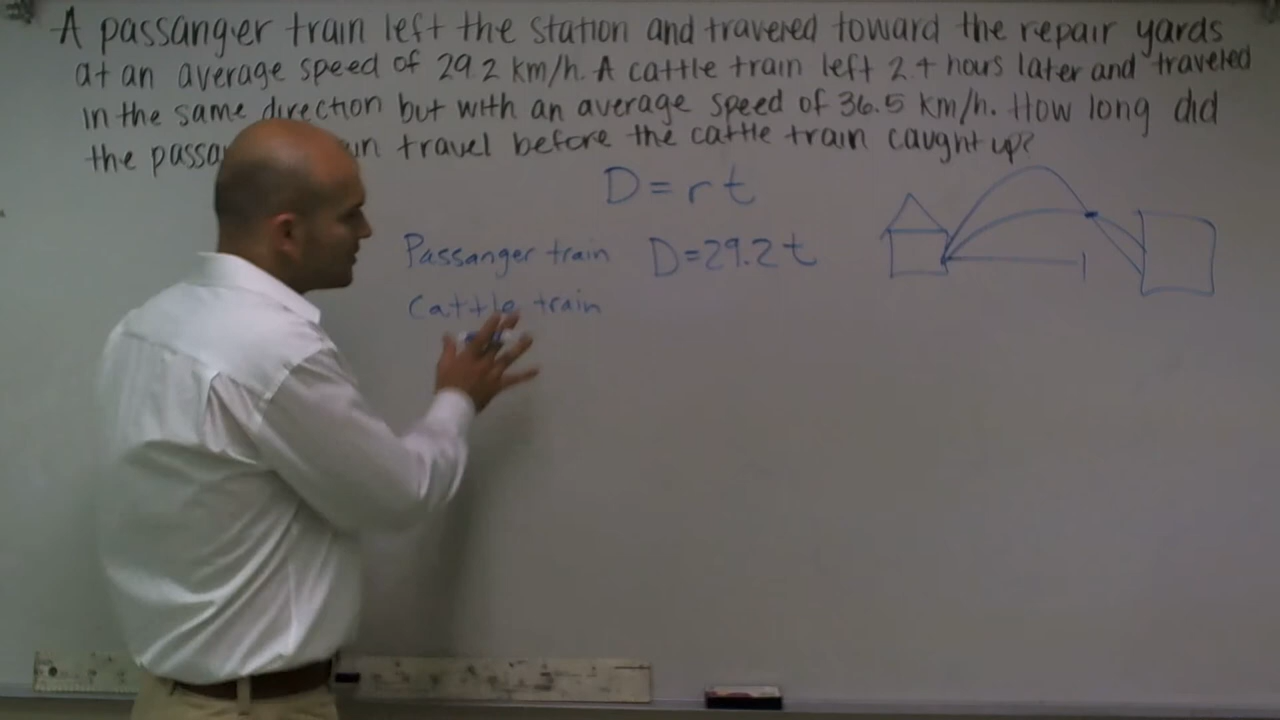 A passanger train left the station and travered toward the repair yards
at an average speed of 29.2 km/h. A cattle train left 2.4 hours later and traveled
in the same direction but with an average speed of 36.5 km/h. How long did
the travel before the cattle train caught up?
D = r t
Passanger train D = 29.2 t
Cattle train